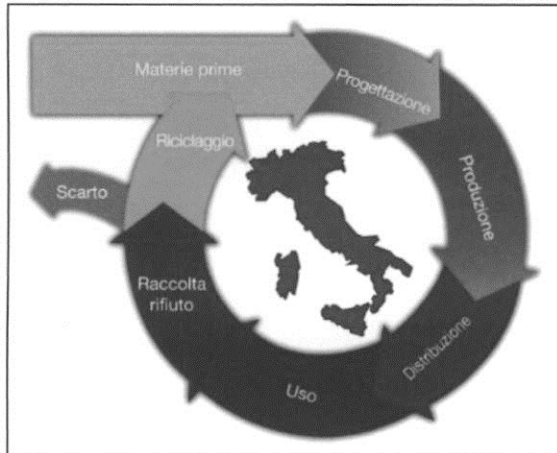 Materie prime
Progettazione
Produzione
Distribuzione
Uso
Raccolta
rifiuto
Riciclaggio
Scarto